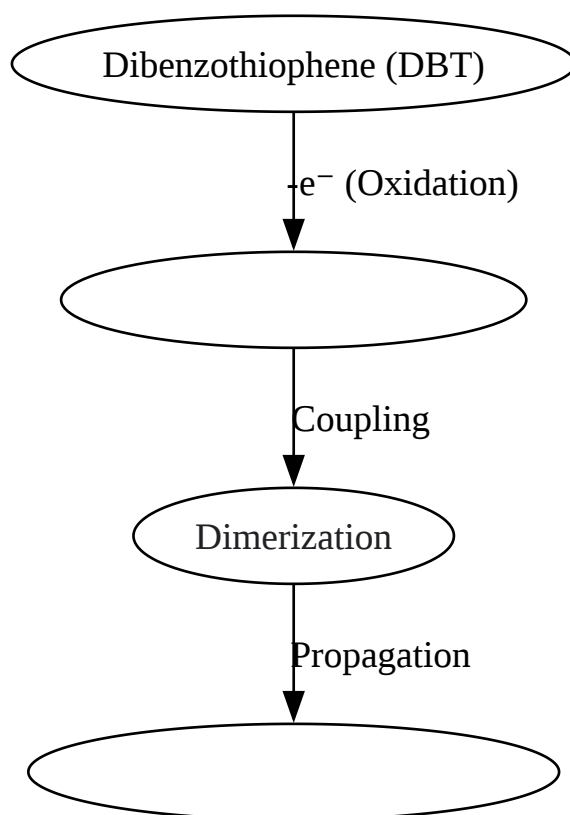 Dibenzothiophene (DBT)
-e⁻ (Oxidation)
Coupling
Dimerization
Propagation